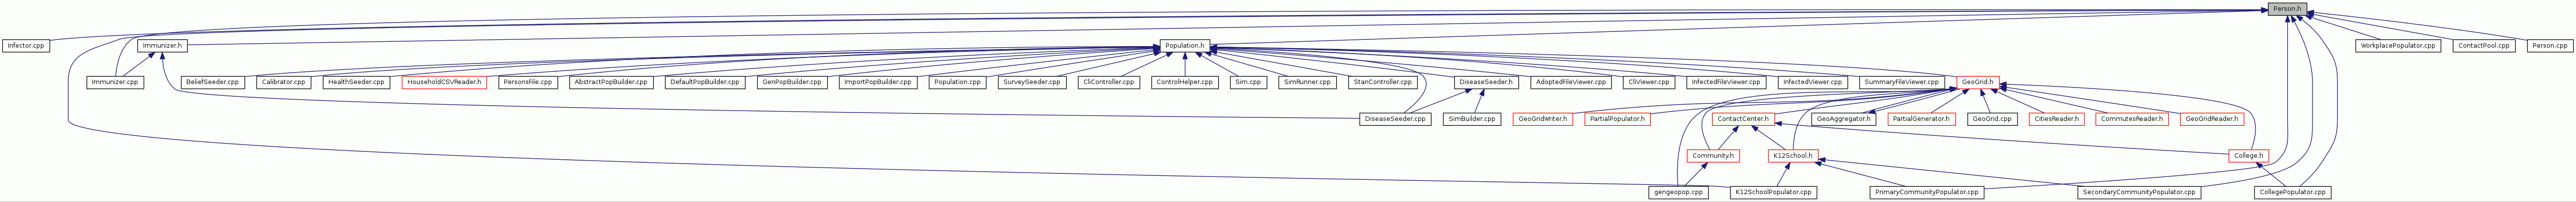 Person.h
Infector.cpp
Immunizer.h
Population.h
WorkplacePopulator.cpp
ContactPool.cpp
Person.cpp
Immunizer.cpp
BeliefSeeder.cpp
Calibrator.cpp
HealthSeeder.cpp
HouseholdCSVReader.h
PersonsFile.cpp
AbstractPopBuilder.cpp
DefaultPopBuilder.cpp
GenPopBuilder.cpp
ImportPopBuilder.cpp
Population.cpp
SurveySeeder.cpp
CliController.cpp
ControlHelper.cpp
Sim.cpp
SimRunner.cpp
StanController.cpp
DiseaseSeeder.h
AdoptedFileViewer.cpp
CliViewer.cpp
InfectedFileViewer.cpp
InfectedViewer.cpp
SummaryFileViewer.cpp
GeoGrid.h
DiseaseSeeder.cpp
SimBuilder.cpp
GeoGridWriter.h
PartialPopulator.h
ContactCenter.h
GeoAggregator.h
PartialGenerator.h
GeoGrid.cpp
CitiesReader.h
CommutesReader.h
GeoGridReader.h
Community.h
K12School.h
College.h
gengeopop.cpp
K12SchoolPopulator.cpp
PrimaryCommunityPopulator.cpp
SecondaryCommunityPopulator.cpp
CollegePopulator.cpp